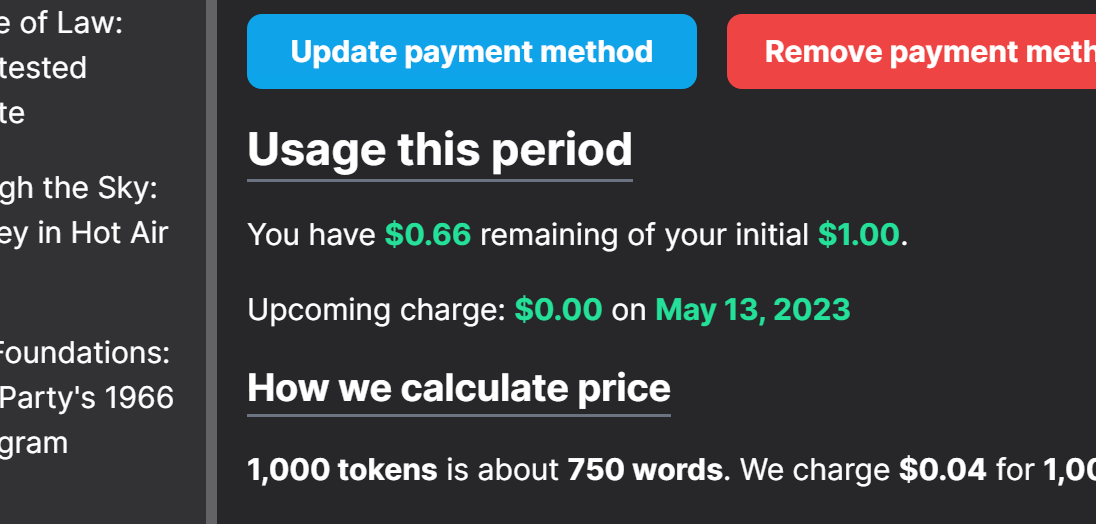 e of Law:
tested
te
gh the Sky:
ey in Hot Air
Foundations:
Party's 1966
gram
Update payment method
Remove payment meth
Usage this period
You have $0.66 remaining of your initial $1.00.
Upcoming charge: $0.00 on May 13, 2023
How we calculate price
1,000 tokens is about 750 words. We charge $0.04 for 1,00